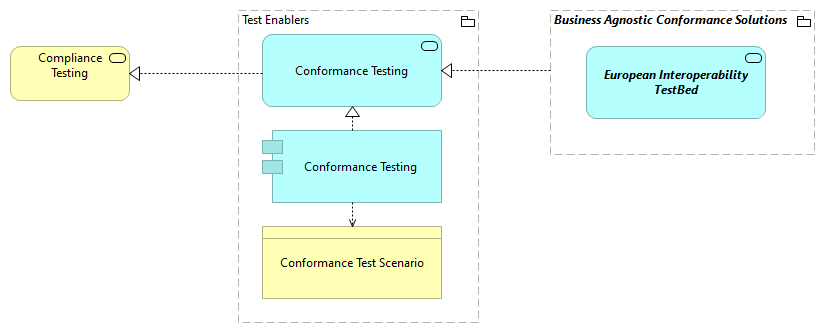 Test Enablers
Business Agnostic Conformance Solutions
Compliance
Testing
Conformance Testing
European Interoperability
TestBed
Conformance Testing
Conformance Test Scenario